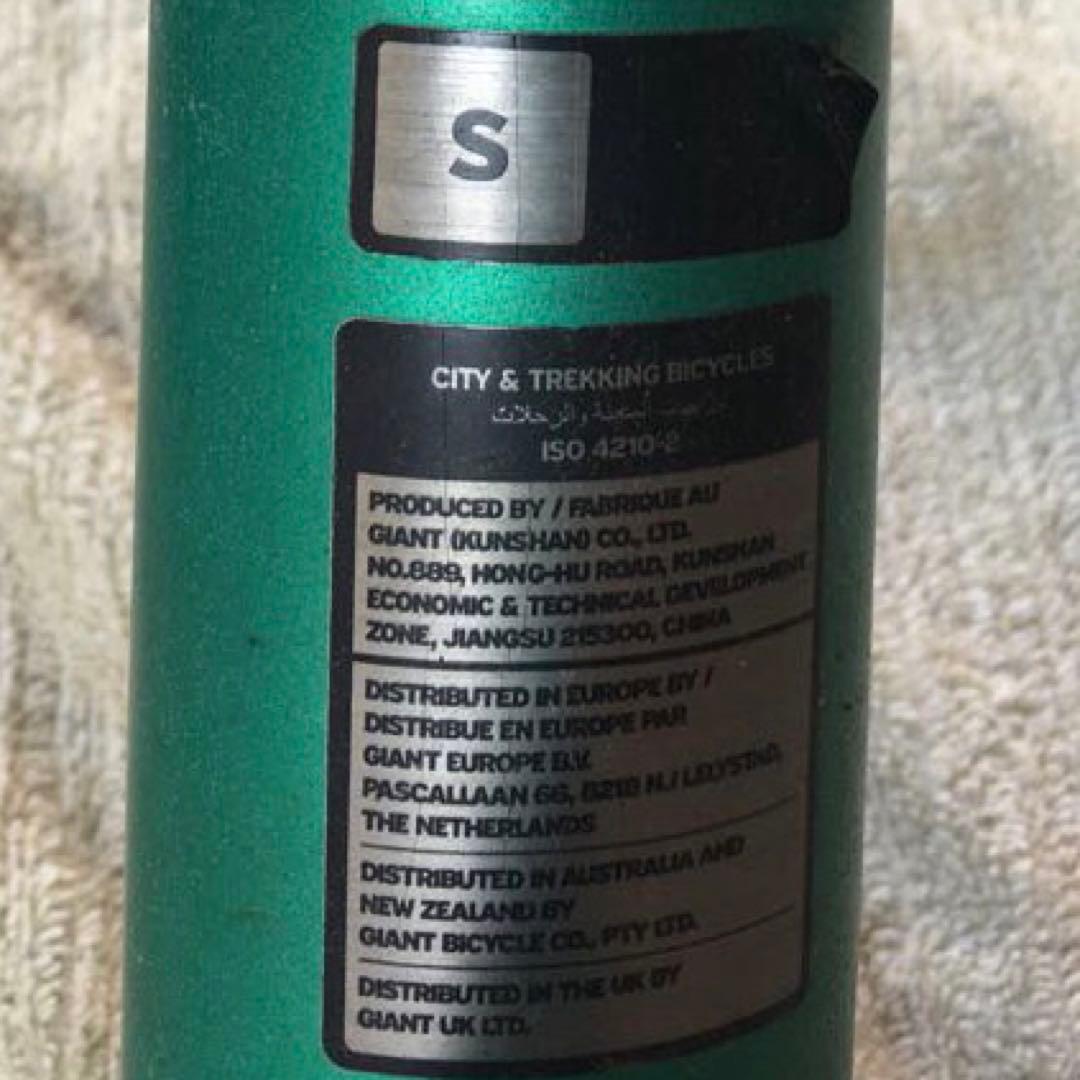 S
CITY & TREKKING BICYCLES
والرحلات
ISO 4210-2
PRODUCED BY / FABRIQUE AU
GIANT (KUNSHAN) CO., LTD.
NO.889, HONG-HU ROAD, KUNSHAN
ECONOMIC & TECHNICAL DEVELOPMENT
ZONE, JIANGSU 215300, CHINA
DISTRIBUTED IN EUROPE BY /
DISTRIBUE EN EUROPE PAR
GIANT EUROPE B.V.
PASCALLAAN 66, 8218 NJ LELYSTAD,
THE NETHERLANDS
DISTRIBUTED IN AUSTRALIA AND
NEW ZEALAND BY
GIANT BICYCLE CO., PTY LTD.
DISTRIBUTED IN THE UK BY
GIANT UK LTD.